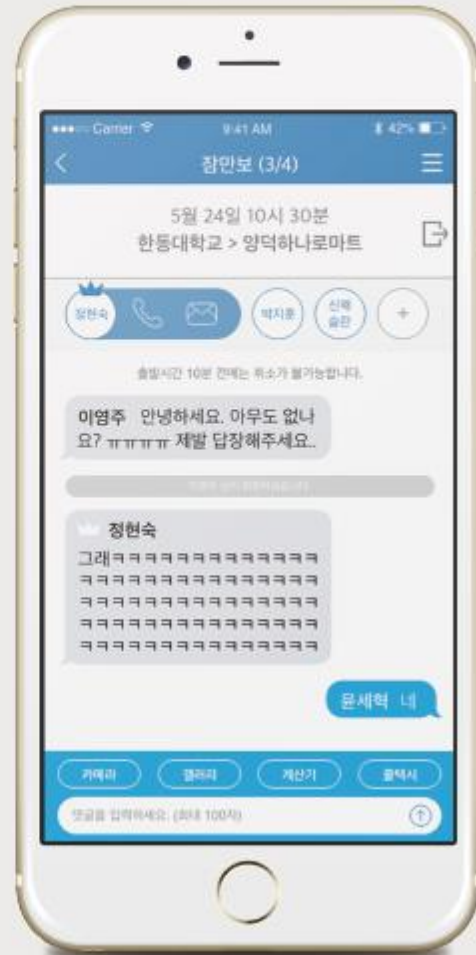 Carrier 9:41 AM 42%
잠만보 (3/4)
5월 24일 10시 30분
한동대학교 > 양덕하나로마트
정현숙 박지훈 신짹
슬란 +
출발시간 10분 전에는 취소가 불가능합니다.
이영주 안녕하세요. 아무도 없나
요? ㅠㅠㅠㅠ 제발 답장해주세요..
정현숙
그래ㅋㅋㅋㅋㅋㅋㅋㅋㅋㅋㅋㅋㅋ
ㅋㅋㅋㅋㅋㅋㅋㅋㅋㅋㅋㅋㅋㅋㅋ
ㅋㅋㅋㅋㅋㅋㅋㅋㅋㅋㅋㅋㅋㅋㅋ
ㅋㅋㅋㅋㅋㅋㅋㅋㅋㅋㅋㅋㅋㅋㅋ
ㅋㅋㅋㅋㅋㅋㅋㅋㅋㅋㅋㅋㅋㅋㅋ
윤세혁 네
카메라 갤러리 계산기 콜택시
댓글을 입력하세요. (최대 100자)